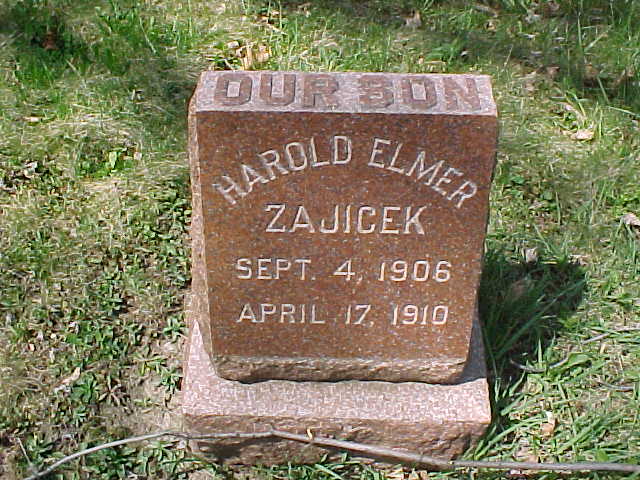 OUR SON
HAROLD ELMER
ZAJICEK
SEPT. 4, 1906
APRIL 17, 1910